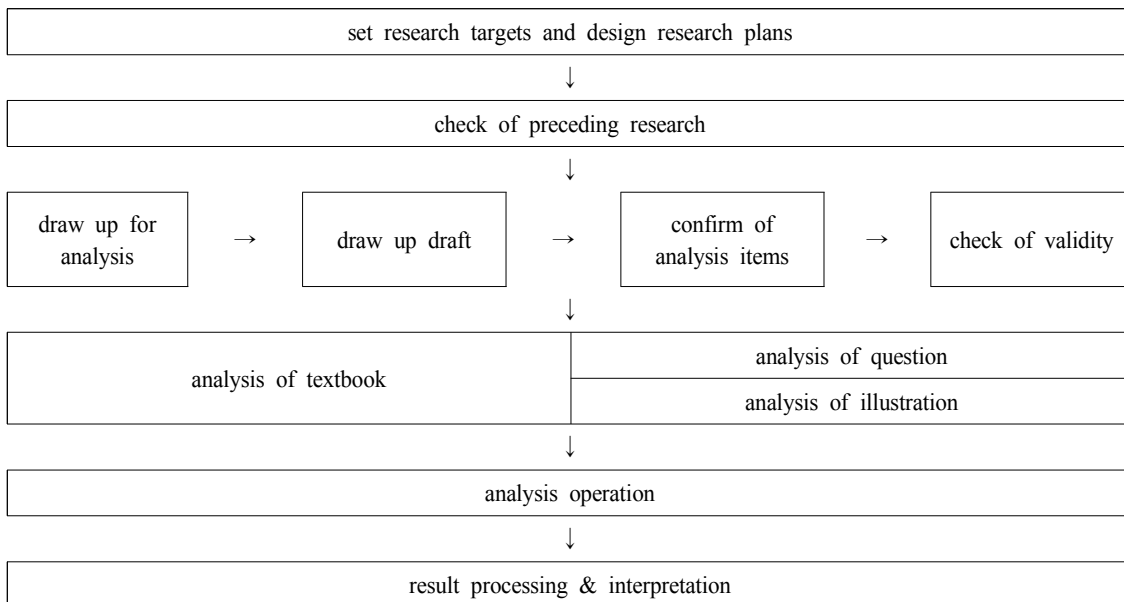 set research targets and design research plans
↓
check of preceding research
↓
draw up for
analysis
→
draw up draft
→
confirm of
analysis items
→
check of validity
↓
analysis of textbook
analysis of question
analysis of illustration
↓
analysis operation
↓
result processing & interpretation